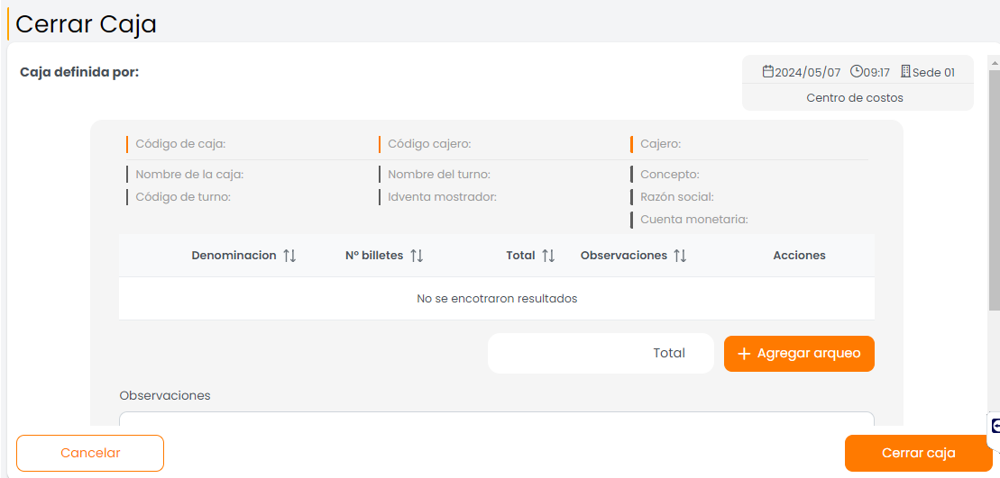 Cerrar Caja
Caja definida por:
2024/05/07 09:17 Sede 01
Centro de costos
Código de caja: Código cajero: Cajero:
Nombre de la caja: Nombre del turno: Concepto:
Código de turno: Idventa mostrador: Razón social:
Cuenta monetaria:
Denominacion Nº billetes Total Observaciones Acciones
No se encotraron resultados
Total + Agregar arqueo
Observaciones
Cancelar Cerrar caja